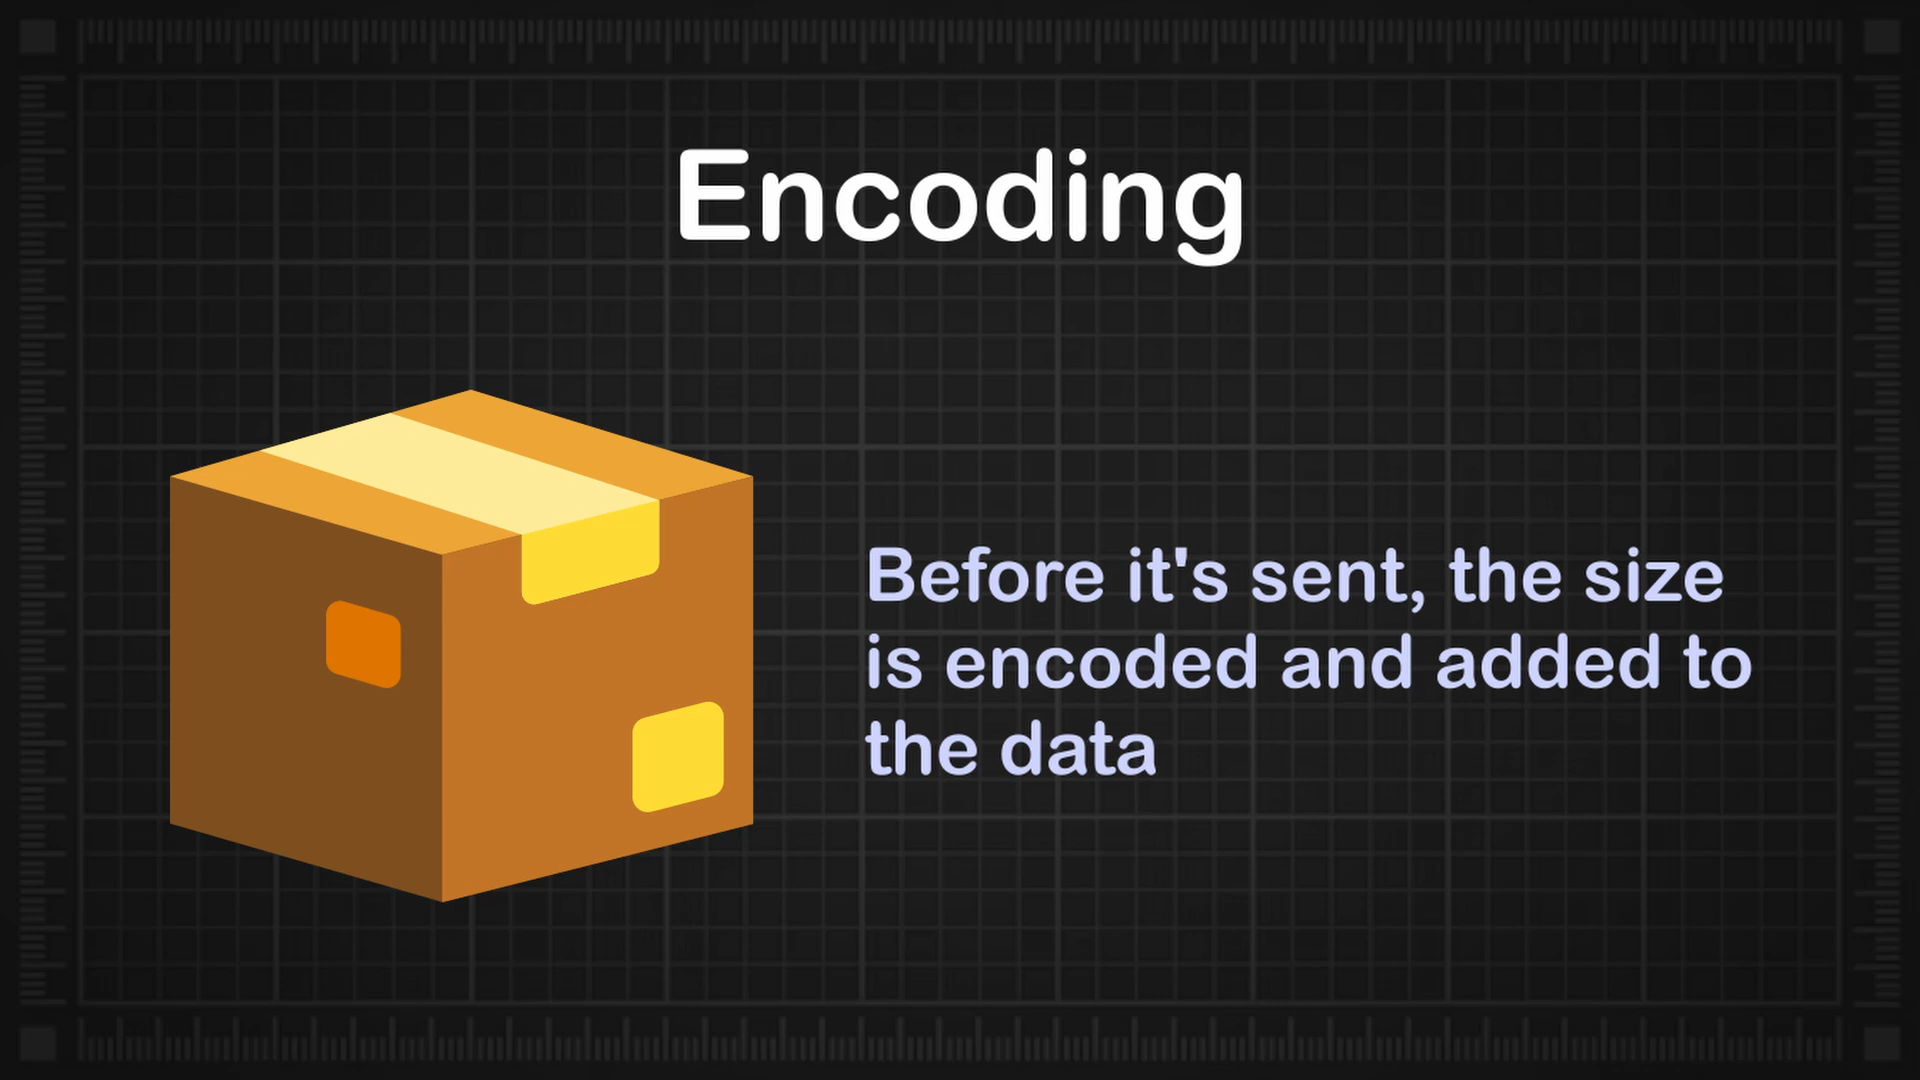 Encoding
Before it's sent, the size
is encoded and added to
the data